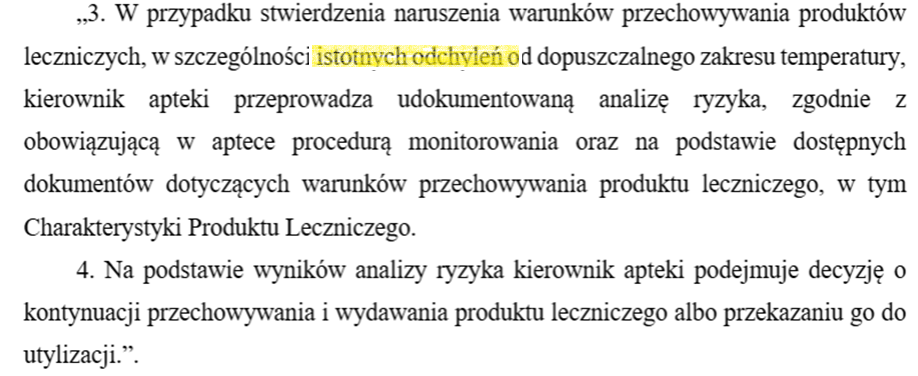 „3. W przypadku stwierdzenia naruszenia warunków przechowywania produktów
leczniczych, w szczególności istotnych odchyleń od dopuszczalnego zakresu temperatury,
kierownik apteki przeprowadza udokumentowaną analizę ryzyka, zgodnie z
obowiązującą w aptece procedurą monitorowania oraz na podstawie dostępnych
dokumentów dotyczących warunków przechowywania produktu leczniczego, w tym
Charakterystyki Produktu Leczniczego.
4. Na podstawie wyników analizy ryzyka kierownik apteki podejmuje decyzję o
kontynuacji przechowywania i wydawania produktu leczniczego albo przekazaniu go do
utylizacji.”.